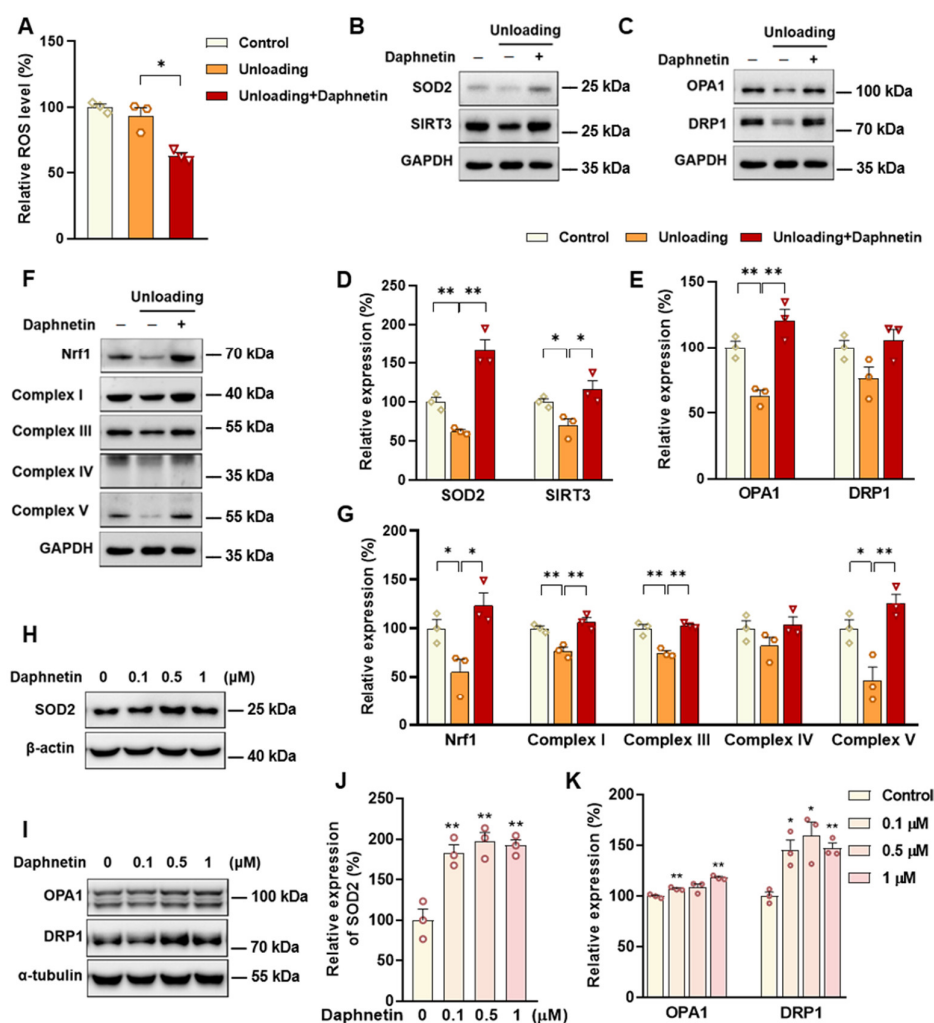 A
Relative ROS level (%)
150
100
50
0
*
Control
Unloading
Unloading+Daphnetin
B
Unloading
Daphnetin – – +
SOD2
25 kDa
SIRT3
25 kDa
GAPDH
35 kDa
C
Unloading
Daphnetin – – +
OPA1
100 kDa
DRP1
70 kDa
GAPDH
35 kDa
Control Unloading Unloading+Daphnetin
F
Unloading
Daphnetin – – +
Nrf1
70 kDa
Complex I
40 kDa
Complex III
55 kDa
Complex IV
35 kDa
Complex V
55 kDa
GAPDH
35 kDa
D
Relative expression (%)
250
200
150
100
50
0
** **
* *
SOD2 SIRT3
E
Relative expression (%)
150
100
50
0
** **
OPA1 DRP1
G
Relative expression (%)
200
150
100
50
0
* *
** **
** **
* **
Nrf1 Complex I Complex III Complex IV Complex V
H
Daphnetin 0 0.1 0.5 1 (μM)
SOD2
25 kDa
β-actin
40 kDa
I
Daphnetin 0 0.1 0.5 1 (μM)
OPA1
100 kDa
DRP1
70 kDa
α-tubulin
55 kDa
J
Relative expression
of SOD2 (%)
250
200
150
100
50
0
** ** **
Daphnetin 0 0.1 0.5 1 (μM)
K
Relative expression (%)
200
150
100
50
0
** **
* * **
OPA1 DRP1
Control
0.1 μM
0.5 μM
1 μM